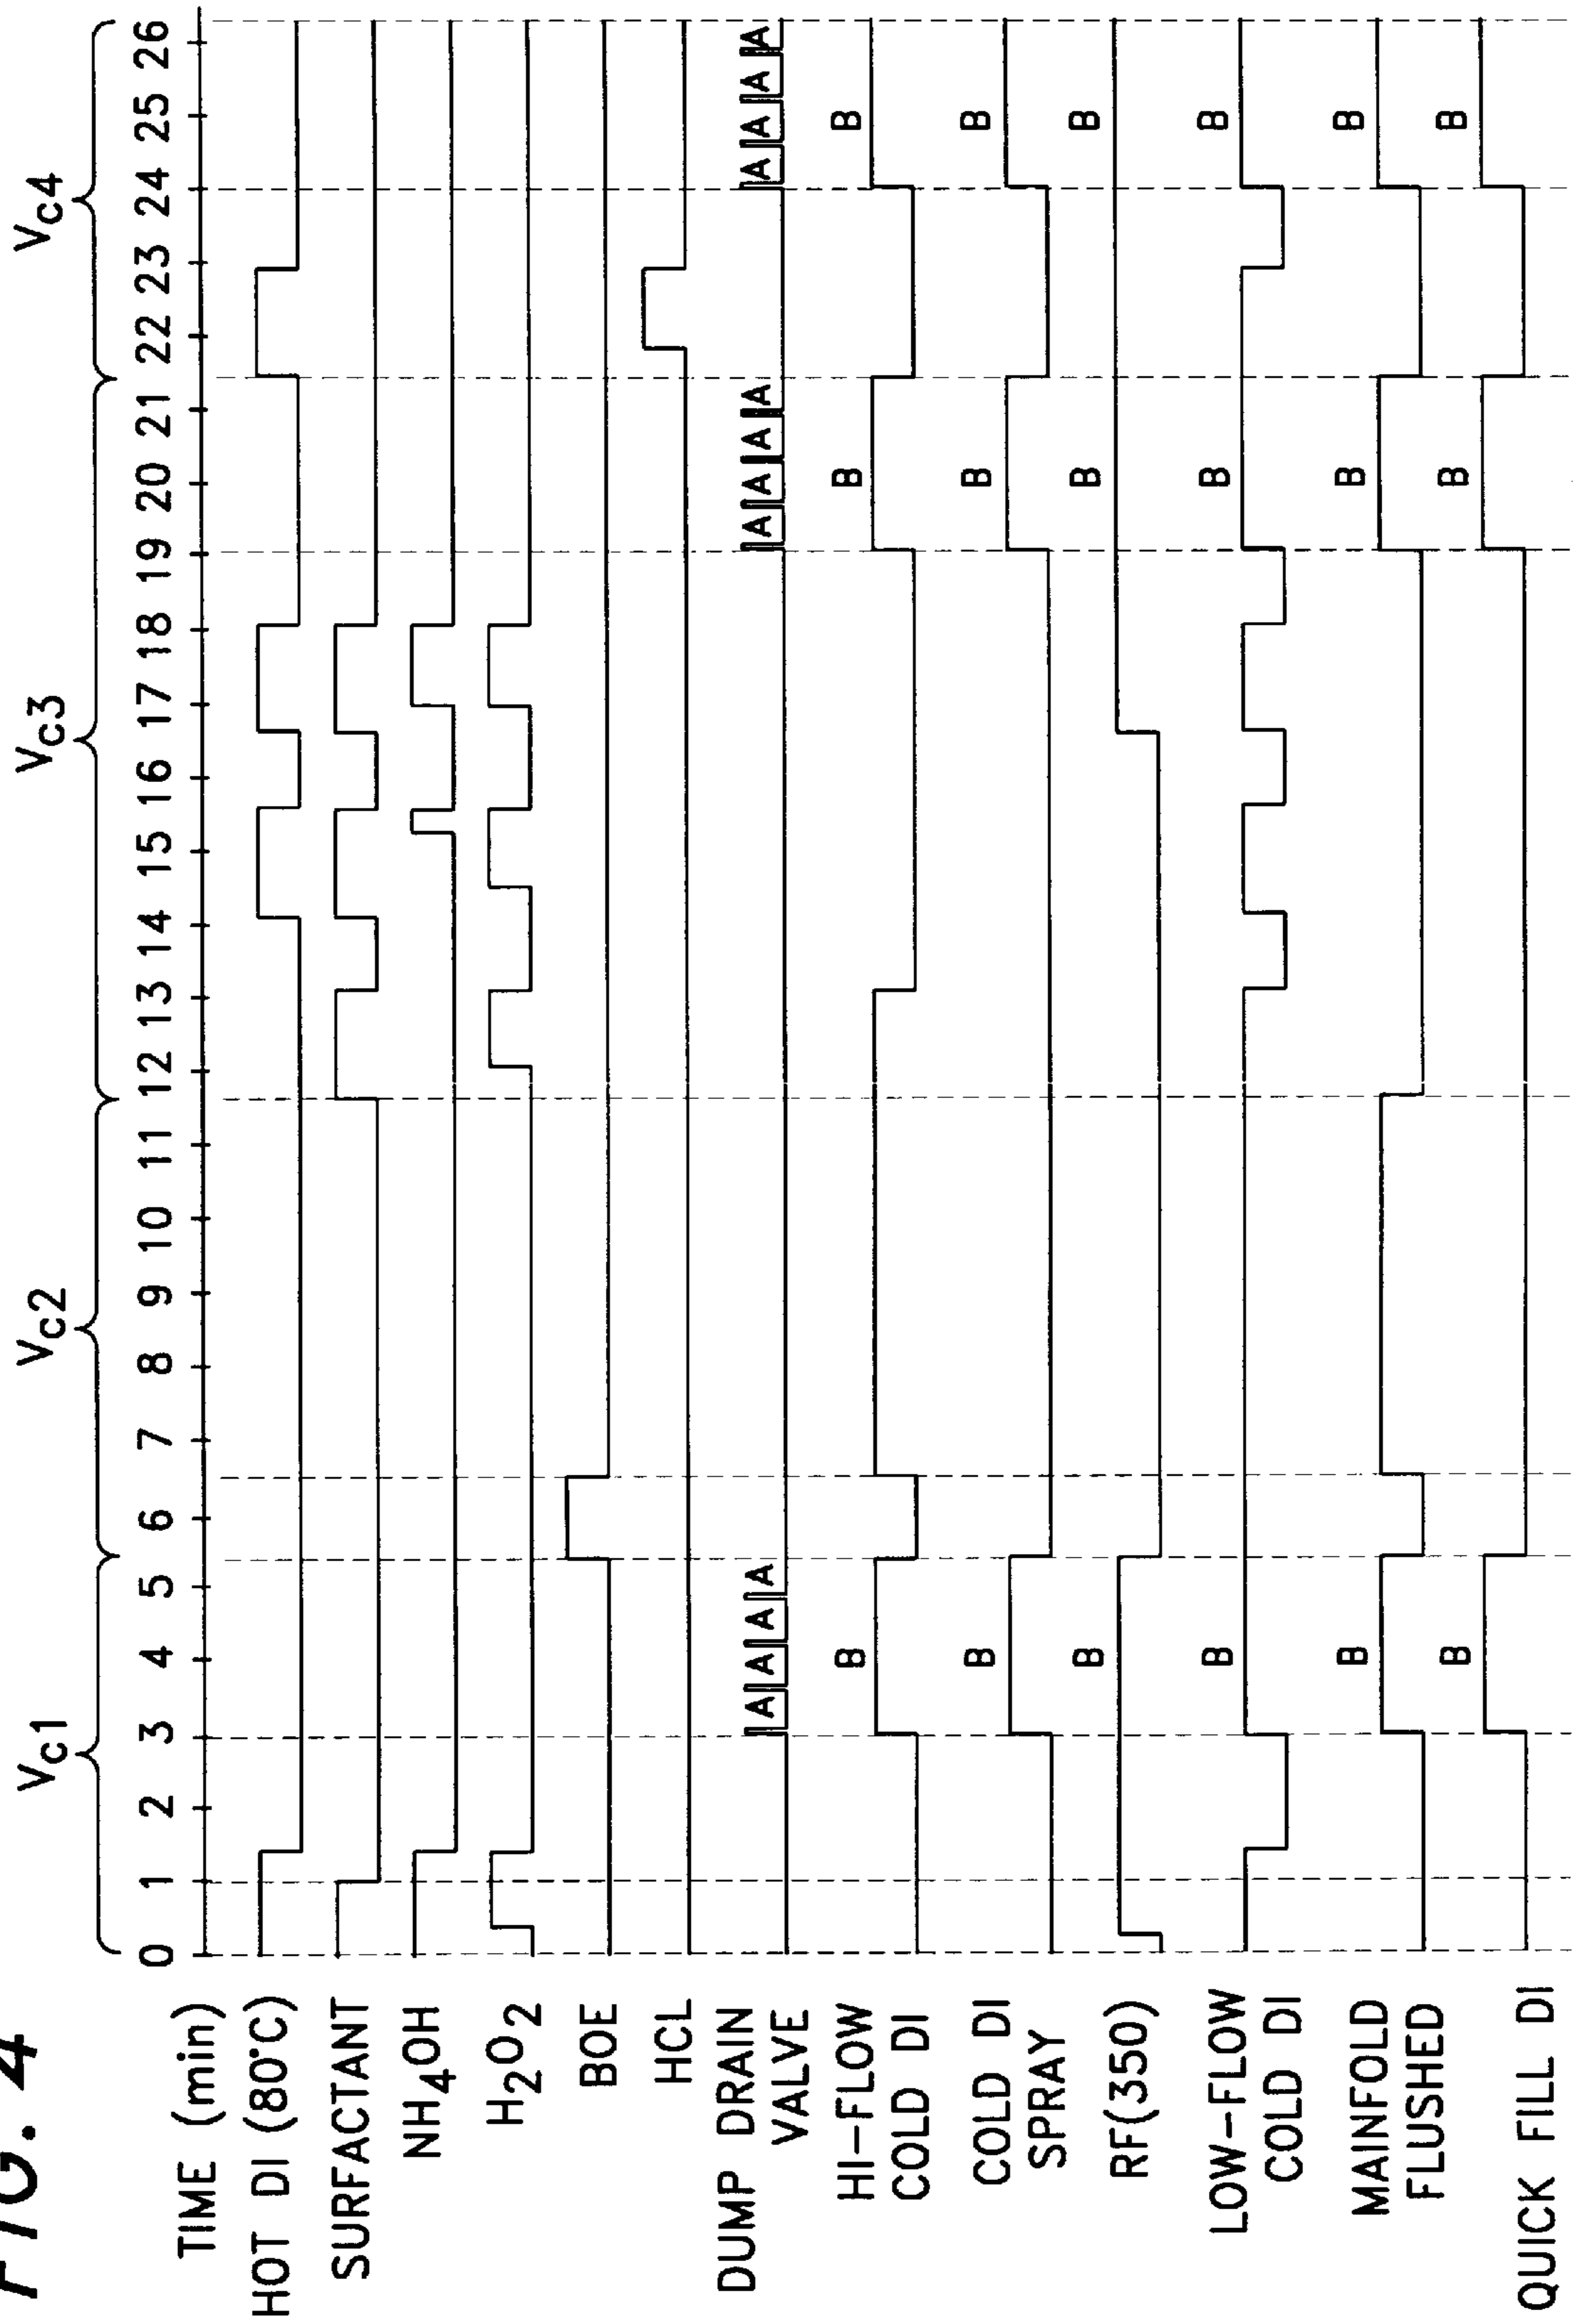 FIG. 4
Vc1 Vc2 Vc3 Vc4
TIME (min) 0 1 2 3 4 5 6 7 8 9 10 11 12 13 14 15 16 17 18 19 20 21 22 23 24 25 26
HOT DI (80°C)
SURFACTANT
NH4OH
H2O2
BOE
HCL
DUMP DRAIN
VALVE
A A A A A A A A A A A A
HI-FLOW
COLD DI
B B B
COLD DI
SPRAY
B B B
RF(350)
B B B
LOW-FLOW
COLD DI
B B B
MAINFOLD
FLUSHED
B B B
QUICK FILL DI
B B B